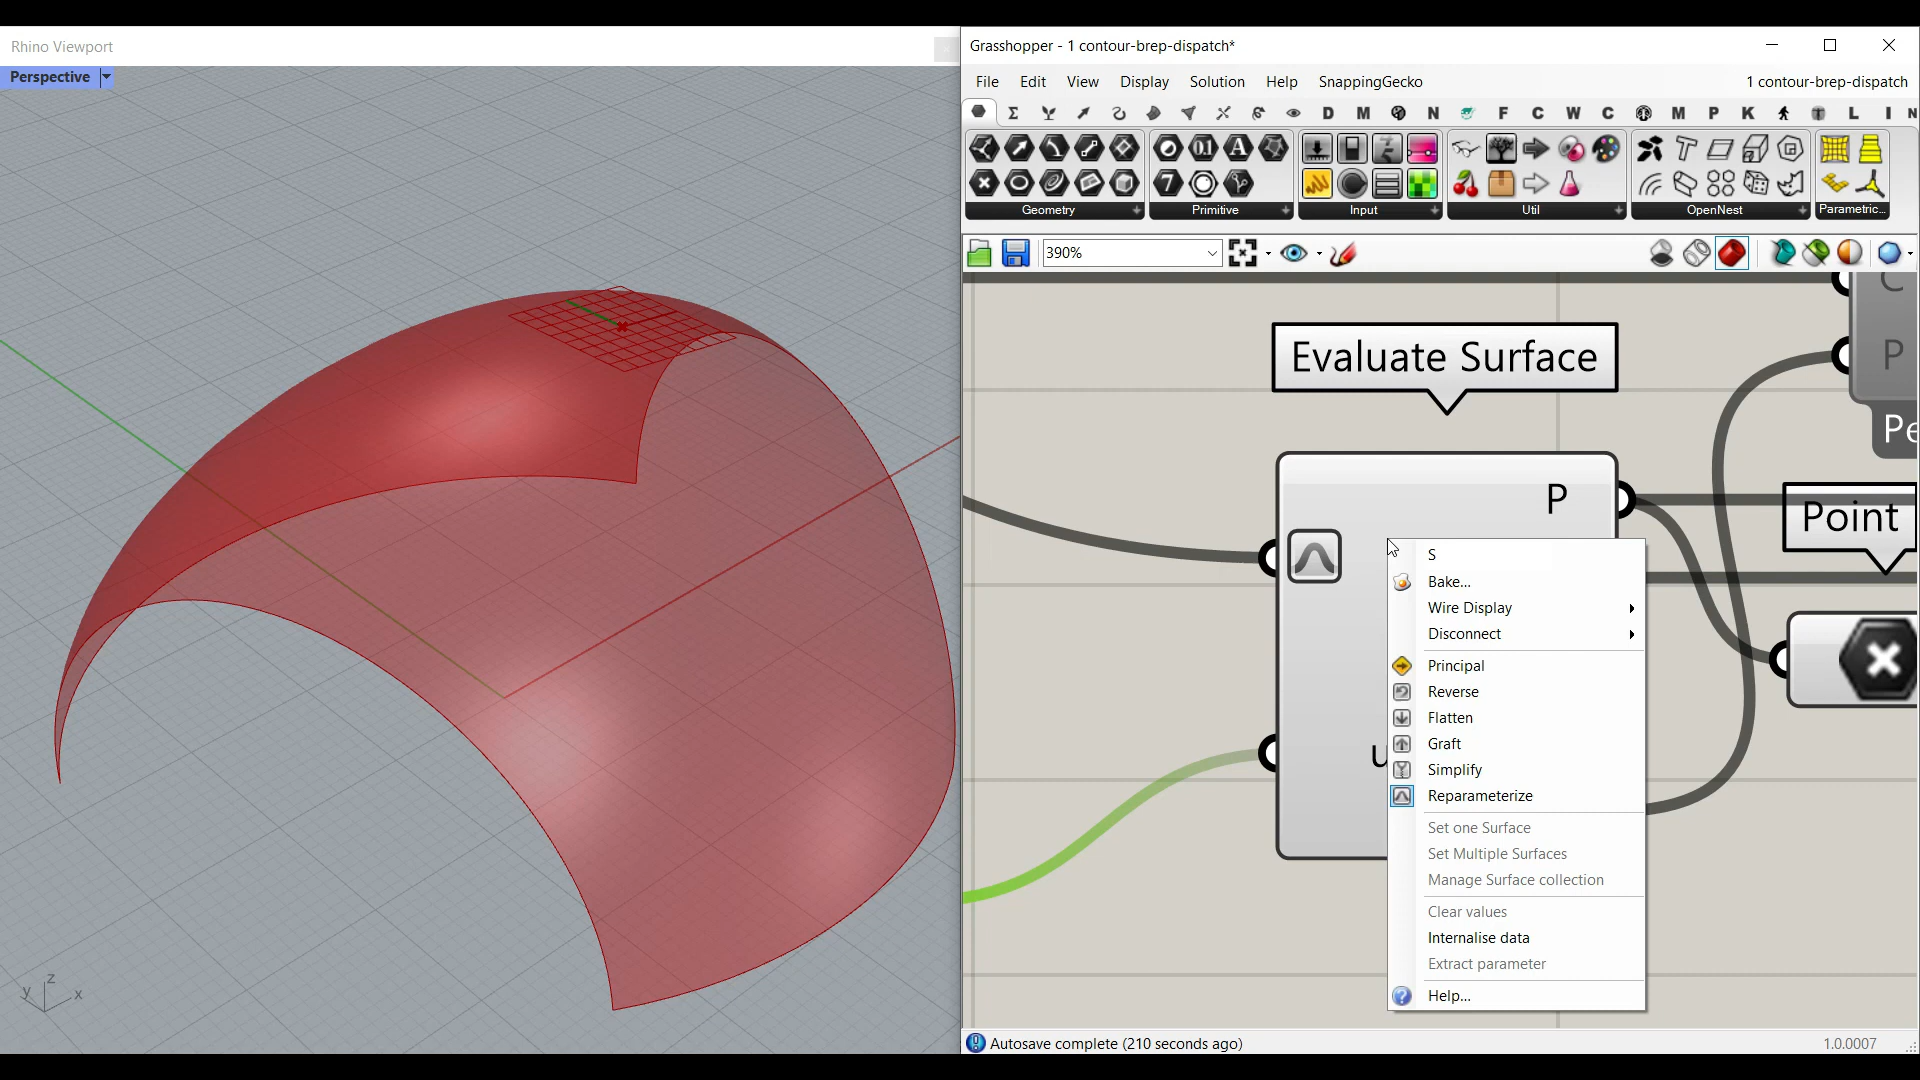 Rhino Viewport
Perspective
z
y
x
Grasshopper - 1 contour-brep-dispatch*
File Edit View Display Solution Help SnappingGecko 1 contour-brep-dispatch
D M N F C W C M P K L I N
Geometry Primitive Input Util OpenNest Parametric...
390%
C
Evaluate Surface
P
Pe
P
Point
S
Bake...
Wire Display
Disconnect
Principal
Reverse
Flatten
Graft
u
Simplify
Reparameterize
Set one Surface
Set Multiple Surfaces
Manage Surface collection
Clear values
Internalise data
Extract parameter
Help...
Autosave complete (210 seconds ago)
1.0.0007